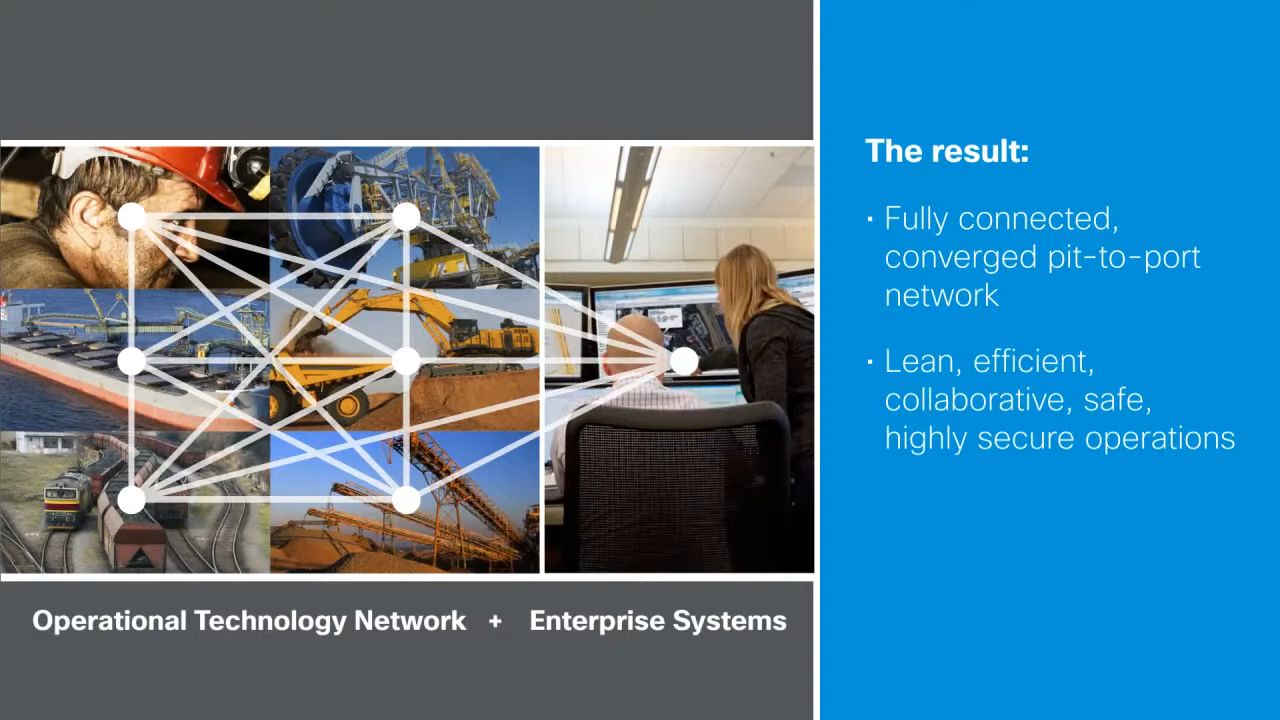 The result:
· Fully connected,
converged pit-to-port
network
· Lean, efficient,
collaborative, safe,
highly secure operations
Operational Technology Network + Enterprise Systems